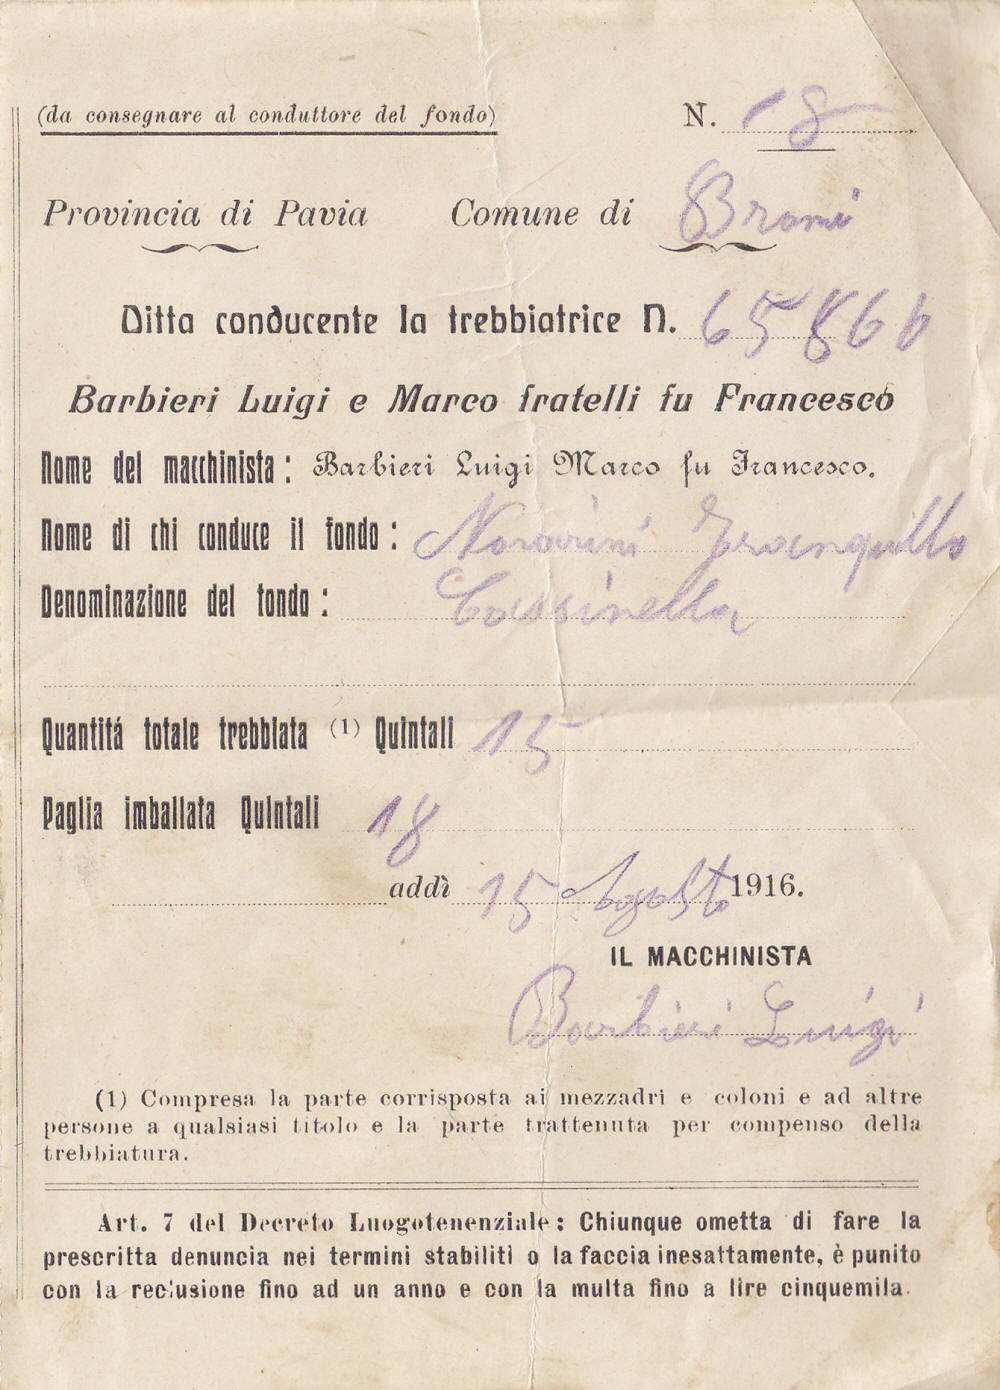 (da consegnare al conduttore del fondo) N. 18
Provincia di Pavia Comune di Broni
Ditta conducente la trebbiatrice N. 65866
Barbieri Luigi e Marco fratelli fu Francesco
Nome del macchinista: Barbieri Luigi Marco fu Francesco.
Nome di chi conduce il fondo: Tranquillo
Denominazione del fondo: Cassinella
Quantitá totale trebbiata (1) Quintali 15
Paglia imballata Quintali 18
addì 15 Agosto 1916.
IL MACCHINISTA
Barbieri Luigi
(1) Compresa la parte corrisposta ai mezzadri e coloni e ad altre
persone a qualsiasi titolo e la parte trattenuta per compenso della
trebbiatura.
Art. 7 del Decreto Luogotenenziale: Chiunque ometta di fare la
prescritta denuncia nei termini stabiliti o la faccia inesattamente, è punito
con la reclusione fino ad un anno e con la multa fino a lire cinquemila.